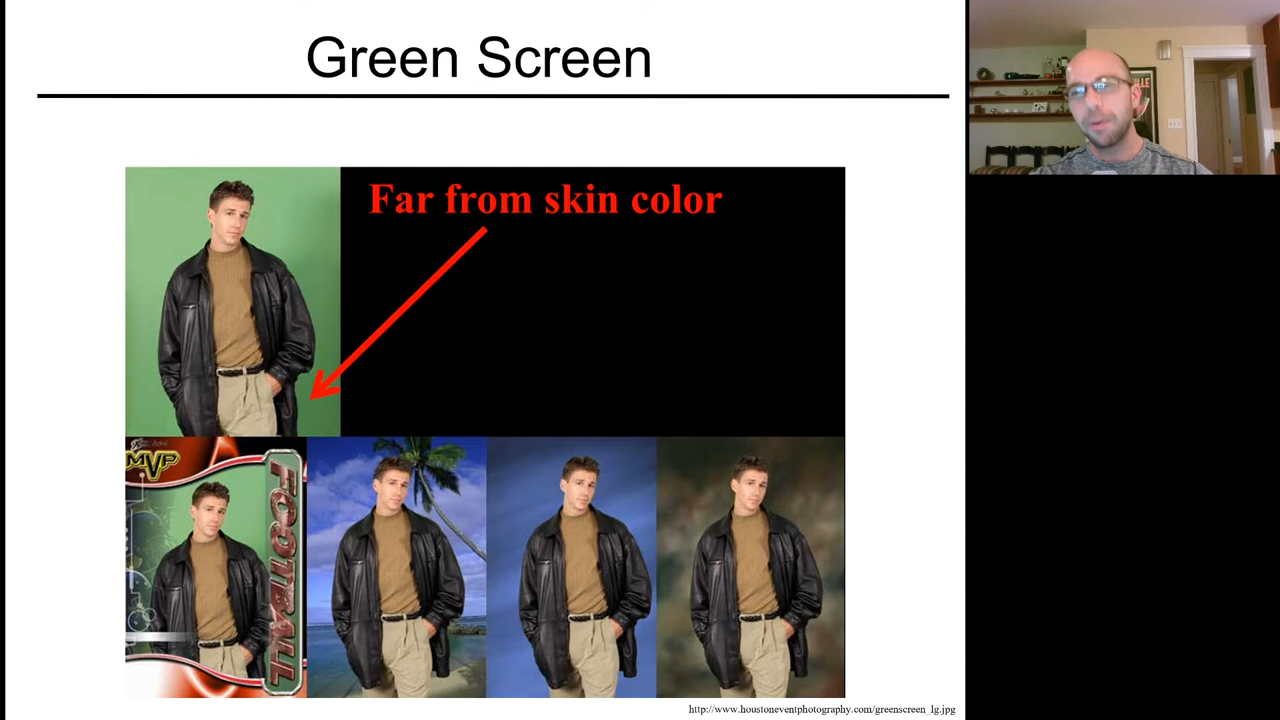 Green Screen
Far from skin color
MVP
FOOTBALL
http://www.houstoneventphotography.com/greenscreen_lg.jpg